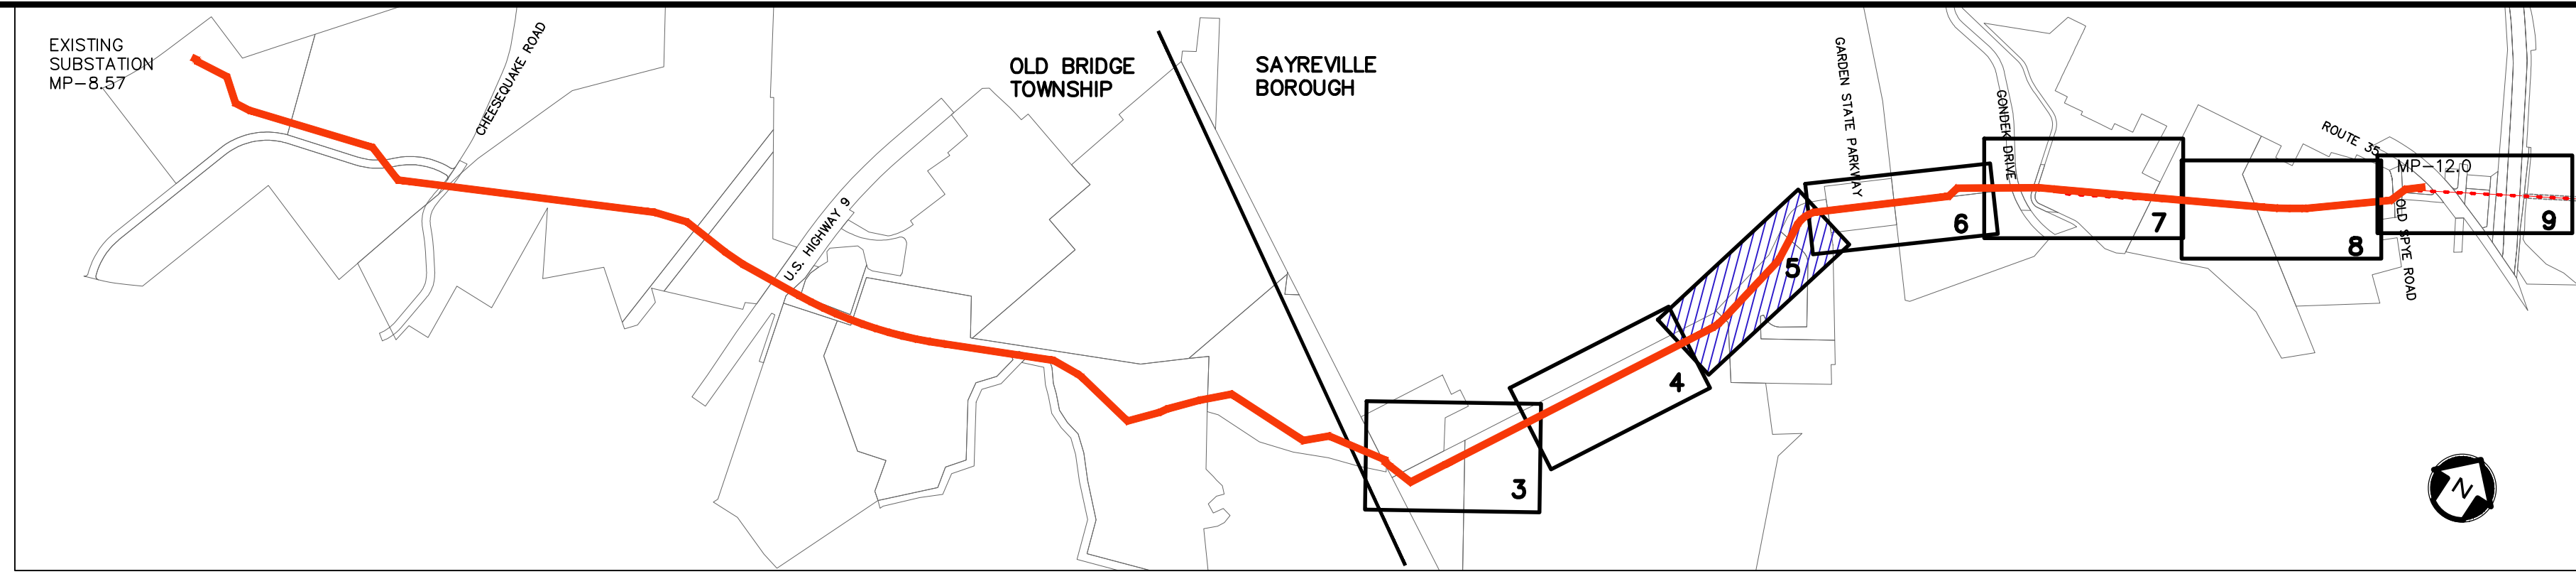 EXISTING
SUBSTATION
MP-8.57
CHEESEQUAKE ROAD
U.S. HIGHWAY 9
OLD BRIDGE
TOWNSHIP
SAYREVILLE
BOROUGH
3
4
5
GARDEN STATE PARKWAY
6
GONDEK DRIVE
7
8
ROUTE 35
MP-12.0
OLD SPYE ROAD
9
N